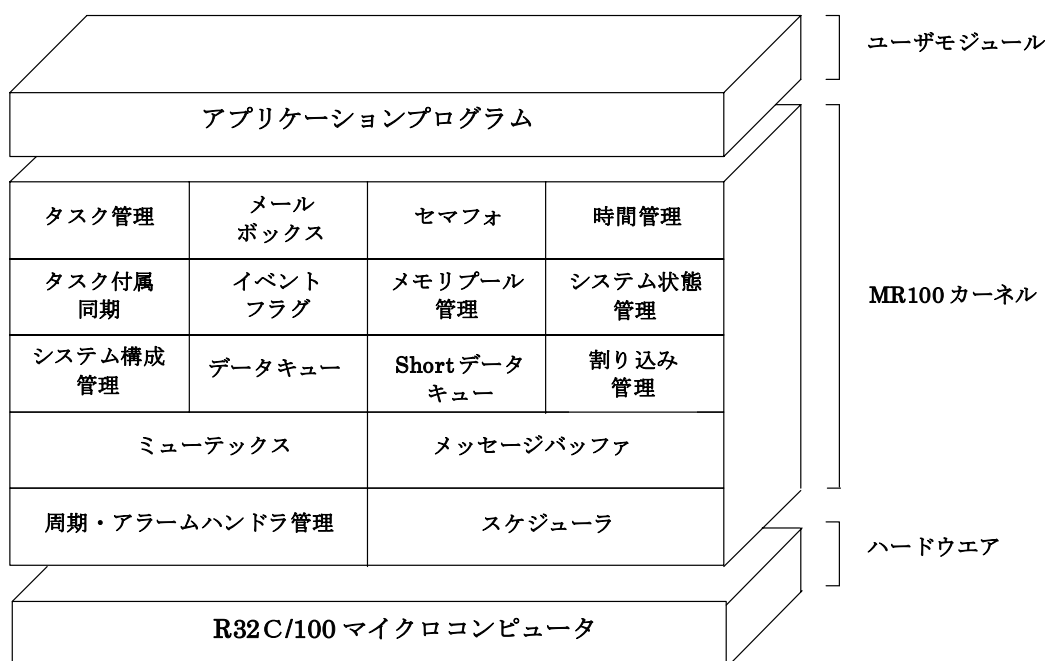 ユーザモジュール
アプリケーションプログラム
タスク管理
メール
ボックス
セマフォ
時間管理
タスク付属
同期
イベント
フラグ
メモリプール
管理
システム状態
管理
MR100 カーネル
システム構成
管理
データキュー
Shortデータ
キュー
割り込み
管理
ミューテックス
メッセージバッファ
周期・アラームハンドラ管理
スケジューラ
ハードウエア
R32C/100 マイクロコンピュータ